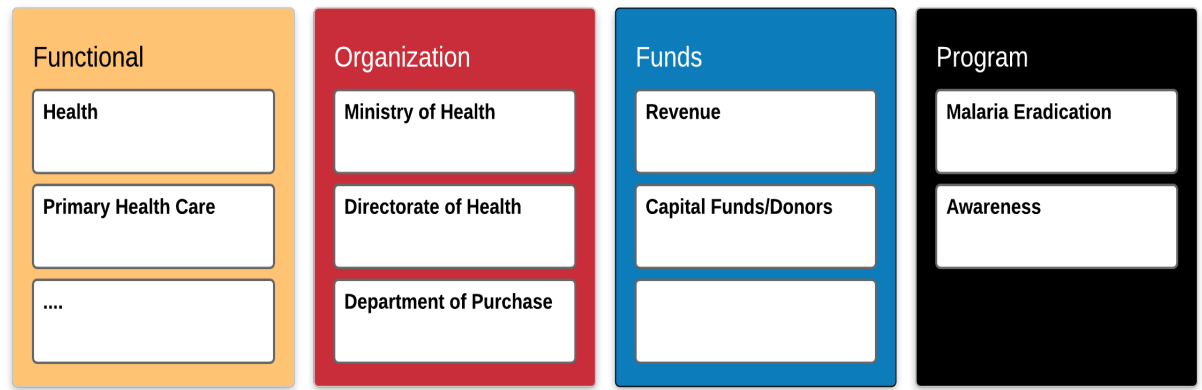 Functional
Health
Primary Health Care
....
Organization
Ministry of Health
Directorate of Health
Department of Purchase
Funds
Revenue
Capital Funds/Donors
Program
Malaria Eradication
Awareness